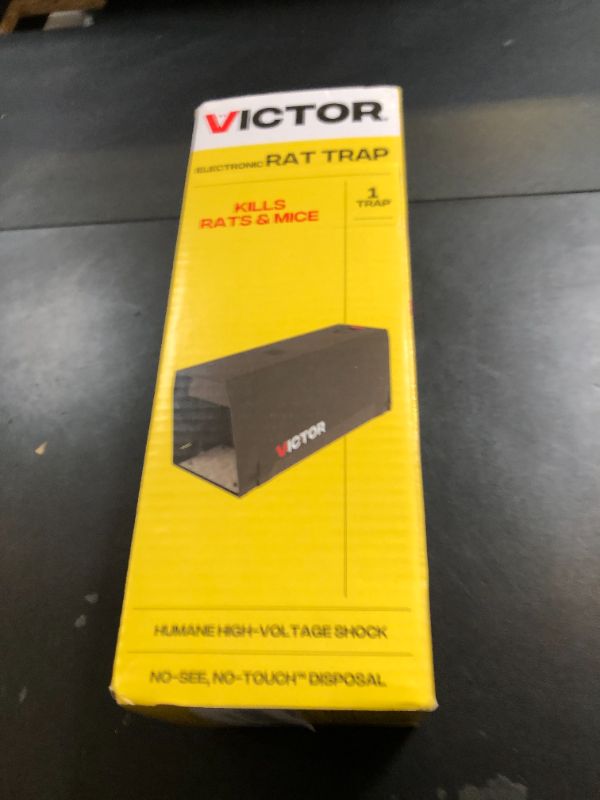 VICTOR
ELECTRONIC RAT TRAP
KILLS
RATS & MICE
1
TRAP
VICTOR
HUMANE HIGH-VOLTAGE SHOCK
NO-SEE, NO-TOUCH™ DISPOSAL